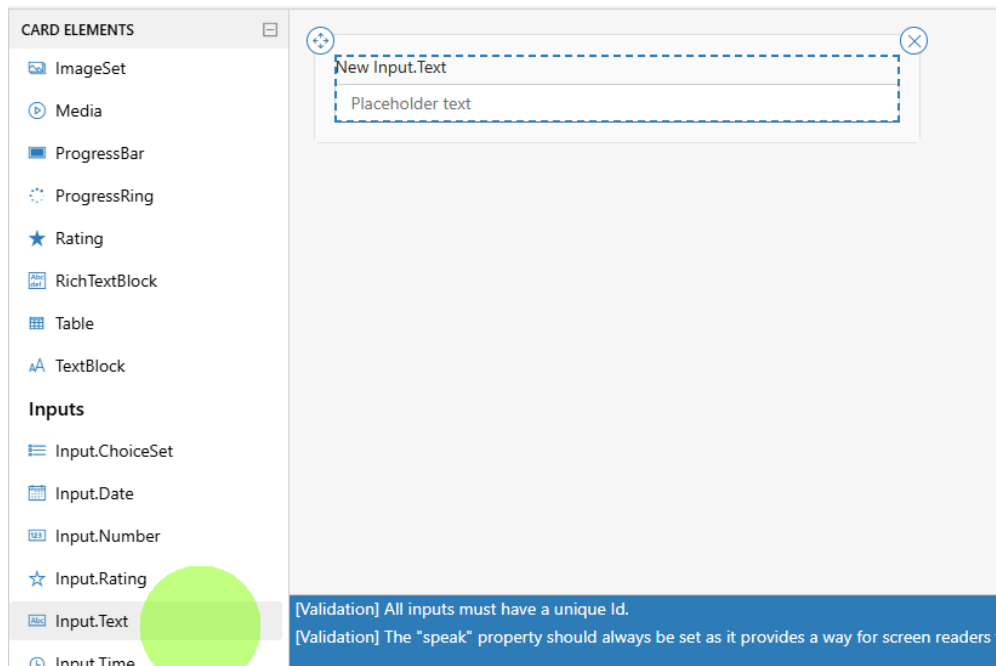 CARD ELEMENTS
ImageSet
Media
ProgressBar
ProgressRing
Rating
RichTextBlock
Table
TextBlock
Inputs
Input.ChoiceSet
Input.Date
Input.Number
Input.Rating
Input.Text
Input.Time
New Input.Text
Placeholder text
[Validation] All inputs must have a unique Id.
[Validation] The "speak" property should always be set as it provides a way for screen readers